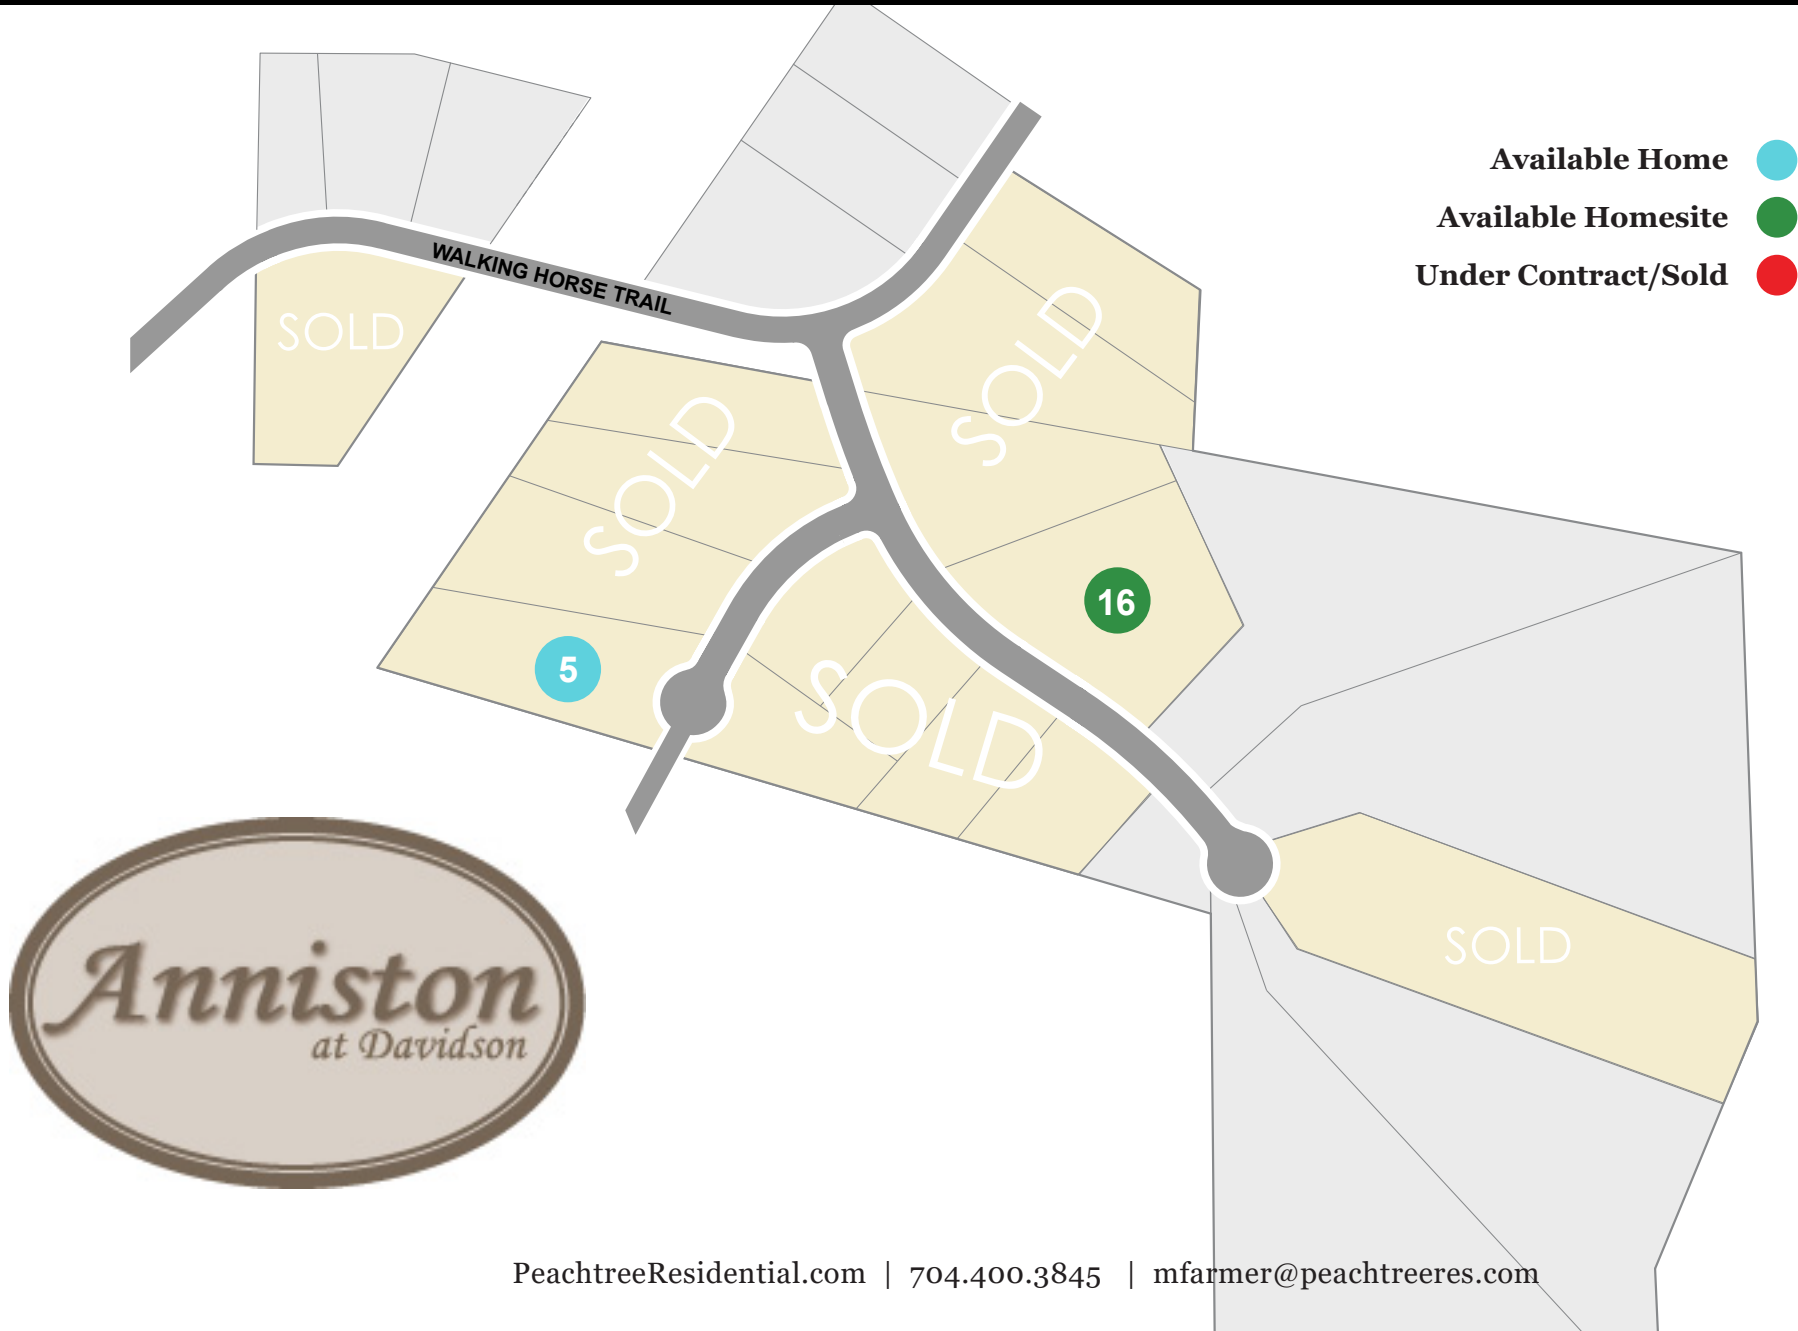 Available Home
Available Homesite
Under Contract/Sold
WALKING HORSE TRAIL
SOLD
SOLD
SOLD
16
5
SOLD
SOLD
Anniston
at Davidson
PeachtreeResidential.com | 704.400.3845 | mfarmer@peachtreeres.com